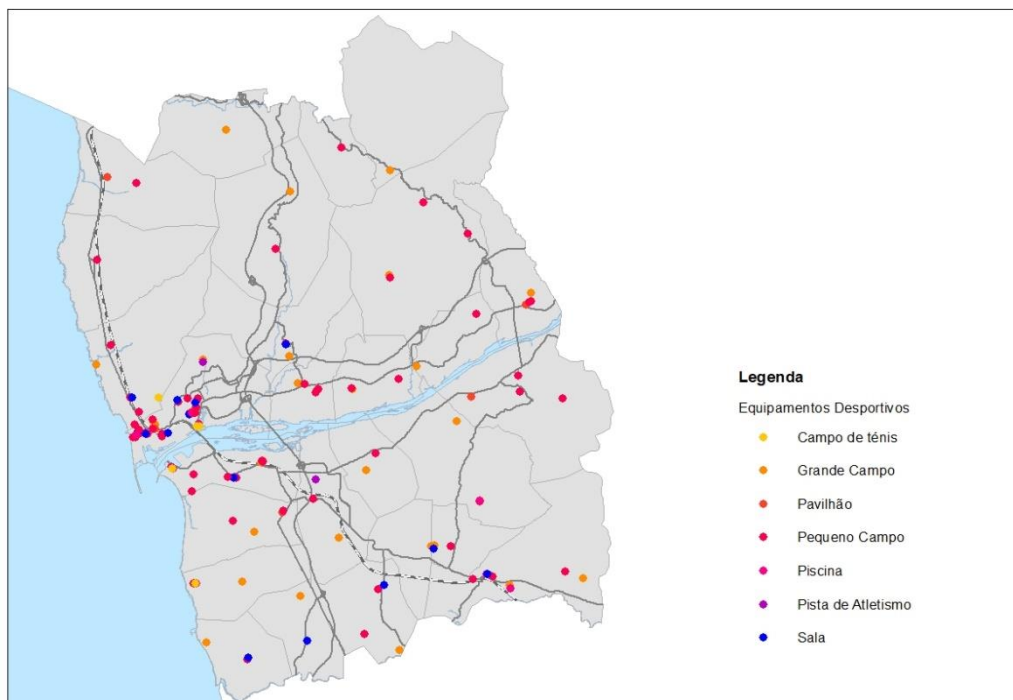 Legenda
Equipamentos Desportivos
Campo de ténis
Grande Campo
Pavilhão
Pequeno Campo
Piscina
Pista de Atletismo
Sala